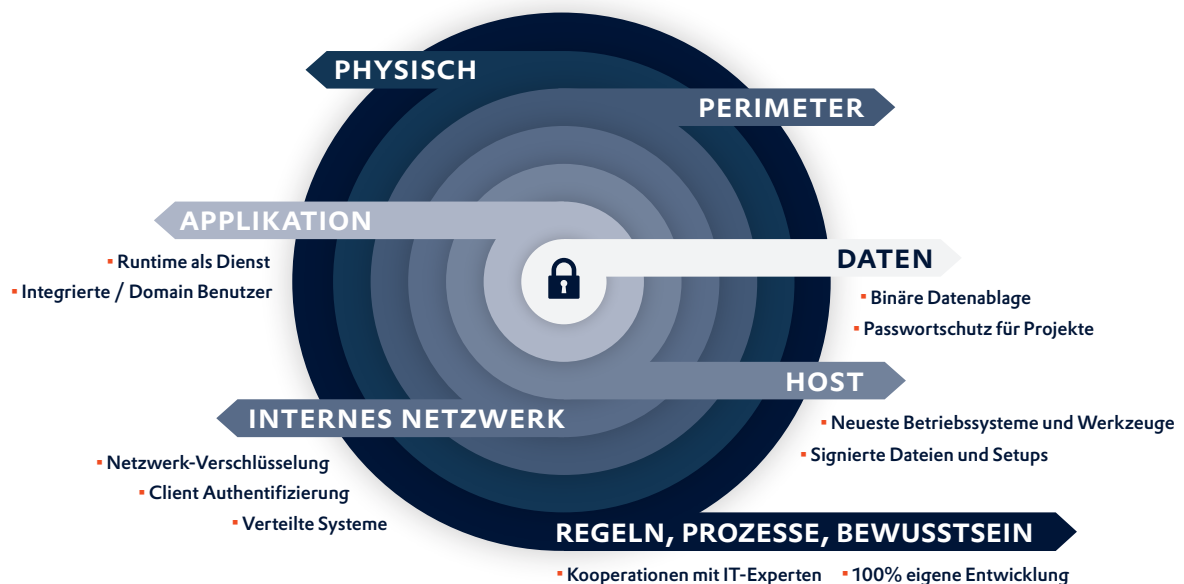 PHYSISCH
PERIMETER
APPLIKATION
▪ Runtime als Dienst
▪ Integrierte / Domain Benutzer
DATEN
▪ Binäre Datenablage
▪ Passwortschutz für Projekte
HOST
▪ Neueste Betriebssysteme und Werkzeuge
▪ Signierte Dateien und Setups
INTERNES NETZWERK
▪ Netzwerk-Verschlüsselung
▪ Client Authentifizierung
▪ Verteilte Systeme
REGELN, PROZESSE, BEWUSSTSEIN
▪ Kooperationen mit IT-Experten ▪ 100% eigene Entwicklung